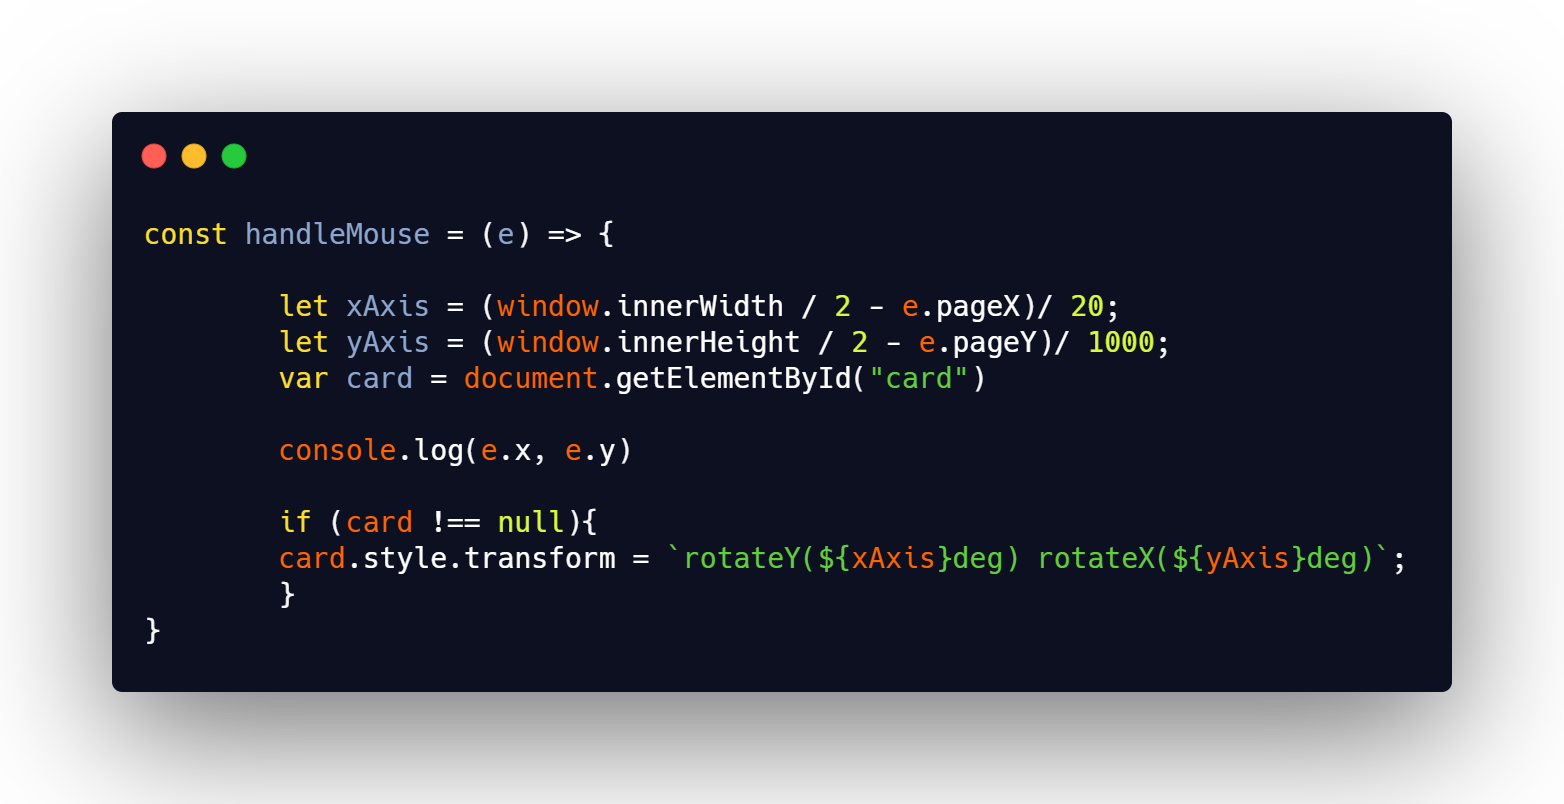 const handleMouse = (e) => {
let xAxis = (window.innerWidth / 2 - e.pageX)/ 20;
let yAxis = (window.innerHeight / 2 - e.pageY)/ 1000;
var card = document.getElementById("card")
console.log(e.x, e.y)
if (card !== null){
card.style.transform = `rotateY(${xAxis}deg) rotateX(${yAxis}deg)`;
}
}